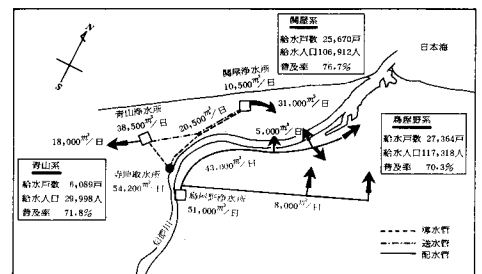 N
S
関屋系
給水戸数 25,670戸
給水人口 106,912人
普及率 76.7%
日本海
関屋浄水所
10,500㎥/日
青山浄水所
38,500㎥/日
20,500㎥/日
31,000㎥/日
18,000㎥/日
5,000㎥/日
鳥屋野系
給水戸数 27,364戸
給水人口 117,318人
普及率 70.3%
青山系
給水戸数 6,089戸
給水人口 29,998人
普及率 71.8%
取水所
54,200㎥/日
43,000㎥/日
浄水所
51,000㎥/日
8,000㎥/日
信濃川
導水管
送水管
配水管